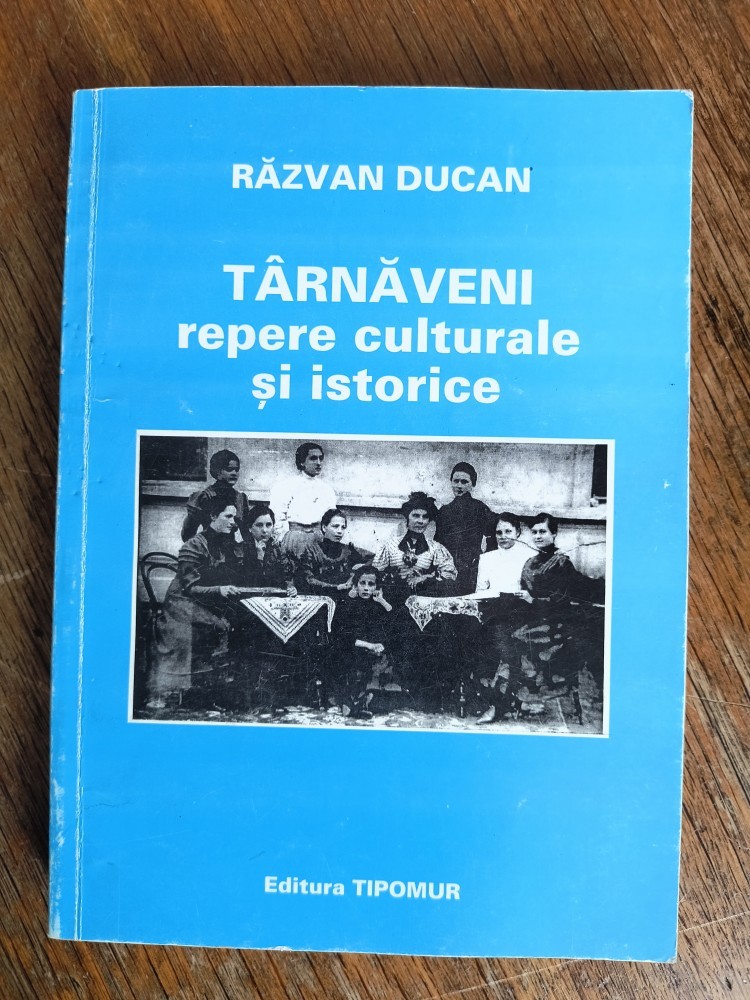 RĂZVAN DUCAN
TÂRNĂVENI
repere culturale
și istorice
Editura TIPOMUR